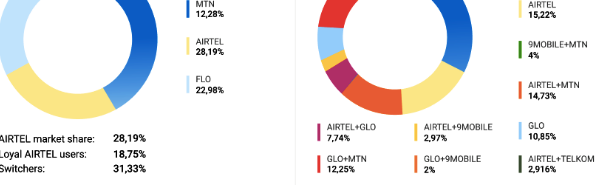 MTN
12,28%
AIRTEL
28,19%
FLO
22,98%
AIRTEL market share: 28,19%
Loyal AIRTEL users: 18,75%
Switchers: 31,33%
AIRTEL
15,22%
9MOBILE+MTN
4%
AIRTEL+MTN
14,73%
AIRTEL+GLO
7,74%
AIRTEL+9MOBILE
2,97%
GLO
10,85%
GLO+MTN
12,25%
GLO+9MOBILE
2%
AIRTEL+TELKOM
2,916%